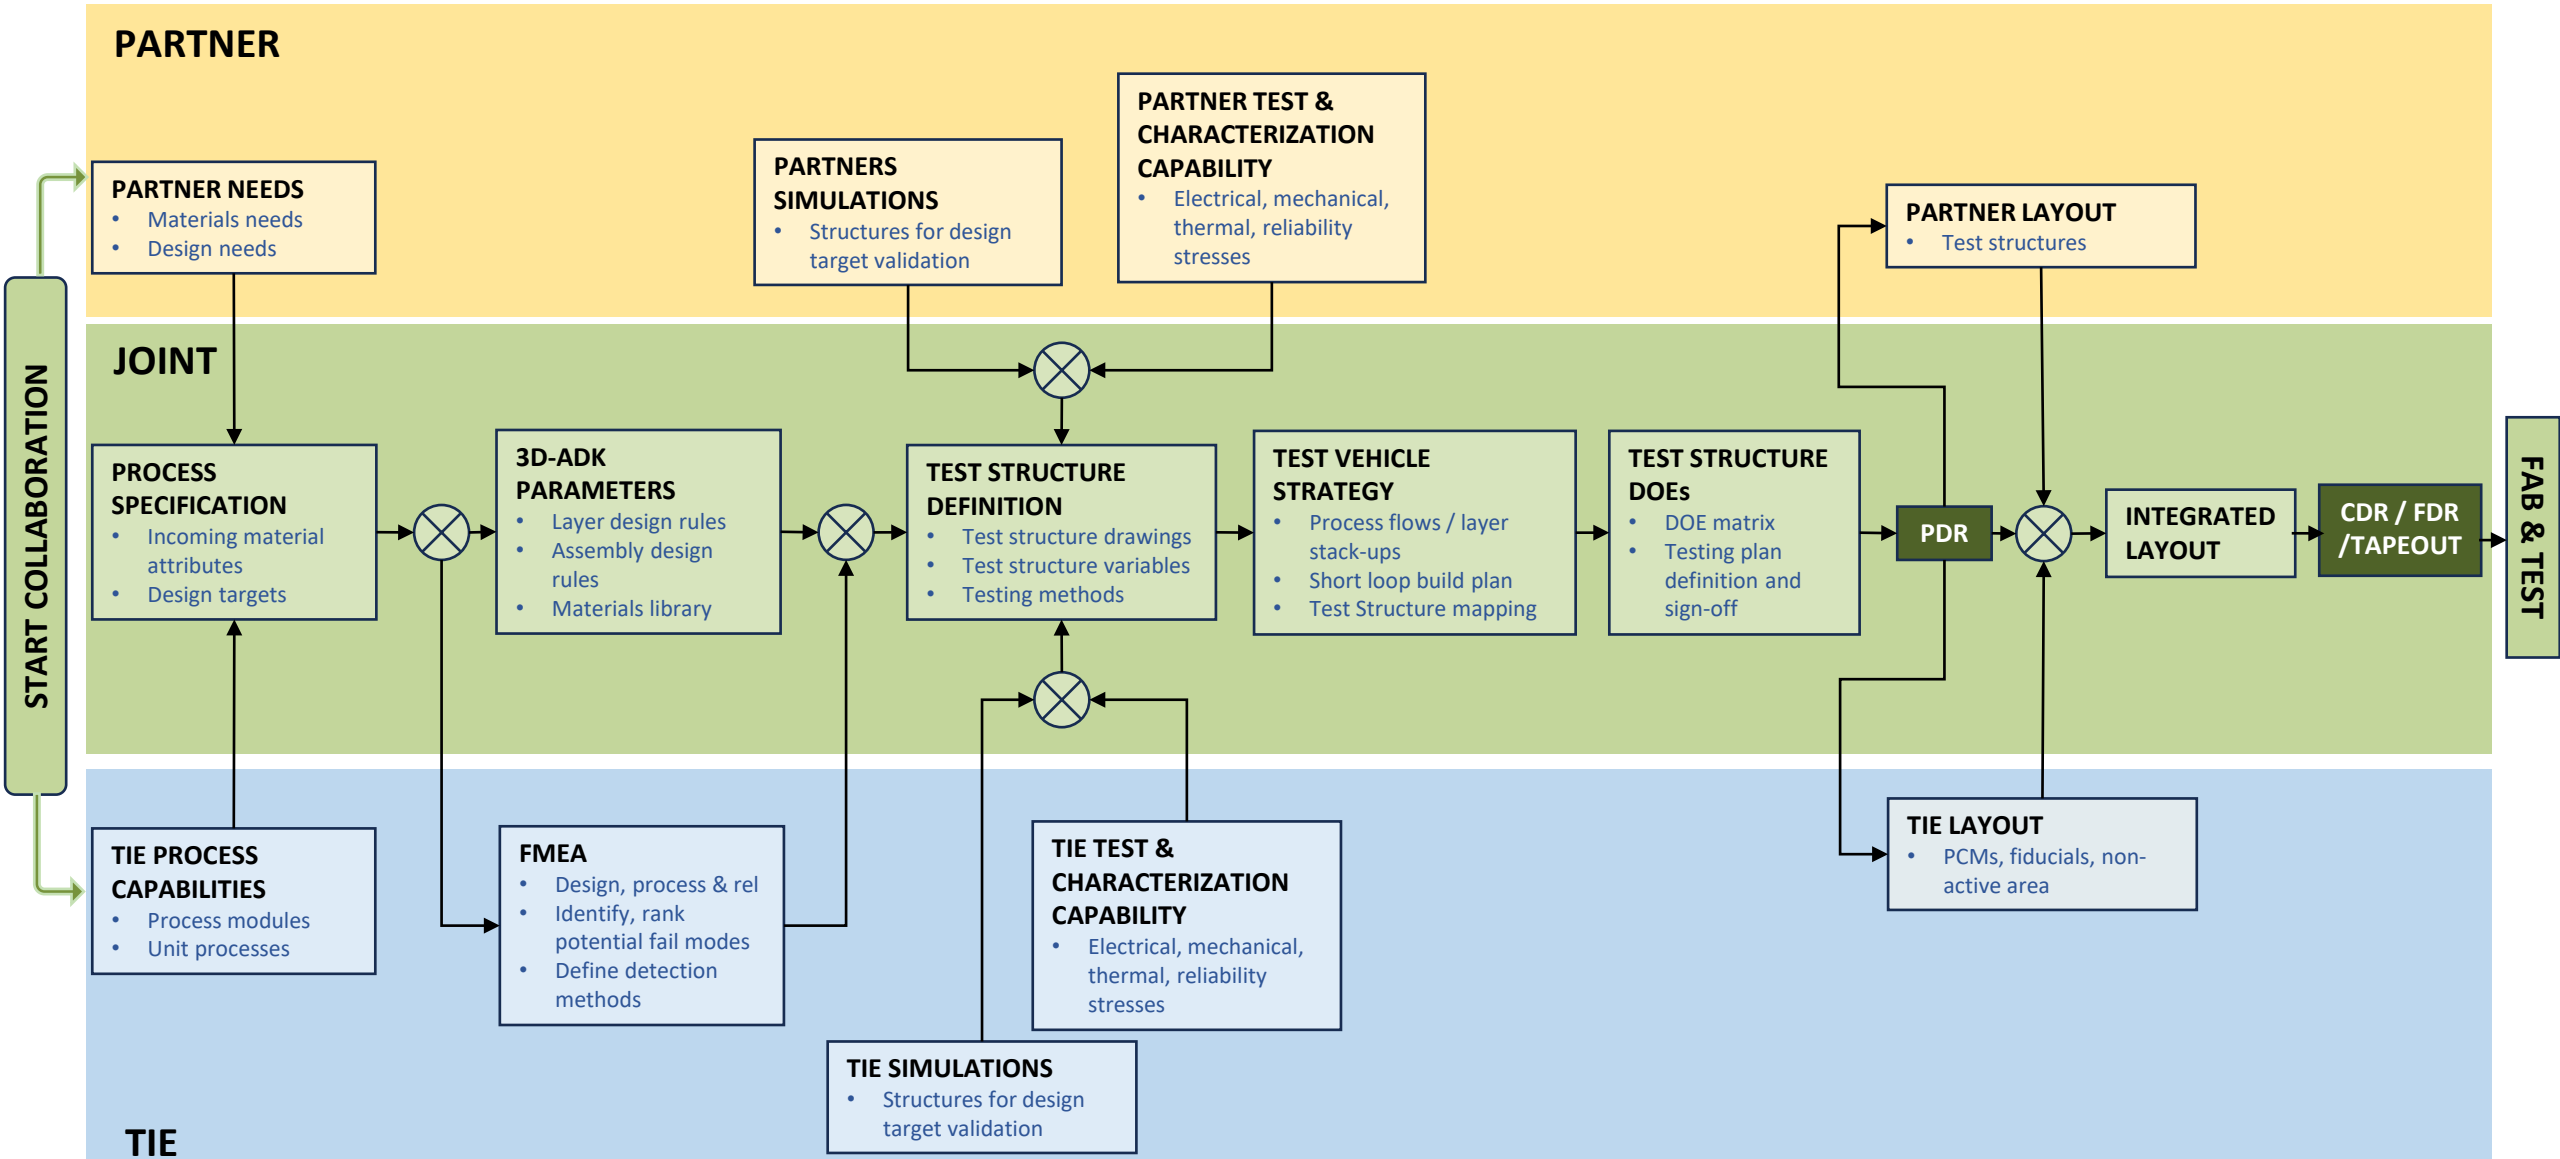 PARTNER
PARTNER NEEDS
• Materials needs
• Design needs
PARTNERS
SIMULATIONS
• Structures for design
target validation
PARTNER TEST &
CHARACTERIZATION
CAPABILITY
• Electrical, mechanical,
thermal, reliability
stresses
PARTNER LAYOUT
• Test structures
START COLLABORATION
JOINT
PROCESS
SPECIFICATION
• Incoming material
attributes
• Design targets
3D-ADK
PARAMETERS
• Layer design rules
• Assembly design
rules
• Materials library
TEST STRUCTURE
DEFINITION
• Test structure drawings
• Test structure variables
• Testing methods
TEST VEHICLE
STRATEGY
• Process flows / layer
stack-ups
• Short loop build plan
• Test Structure mapping
TEST STRUCTURE
DOEs
• DOE matrix
• Testing plan
definition and
sign-off
PDR
INTEGRATED
LAYOUT
CDR / FDR
/TAPEOUT
FAB & TEST
TIE PROCESS
CAPABILITIES
• Process modules
• Unit processes
FMEA
• Design, process & rel
• Identify, rank
potential fail modes
• Define detection
methods
TIE TEST &
CHARACTERIZATION
CAPABILITY
• Electrical, mechanical,
thermal, reliability
stresses
TIE LAYOUT
• PCMs, fiducials, non-
active area
TIE SIMULATIONS
• Structures for design
target validation
TIE